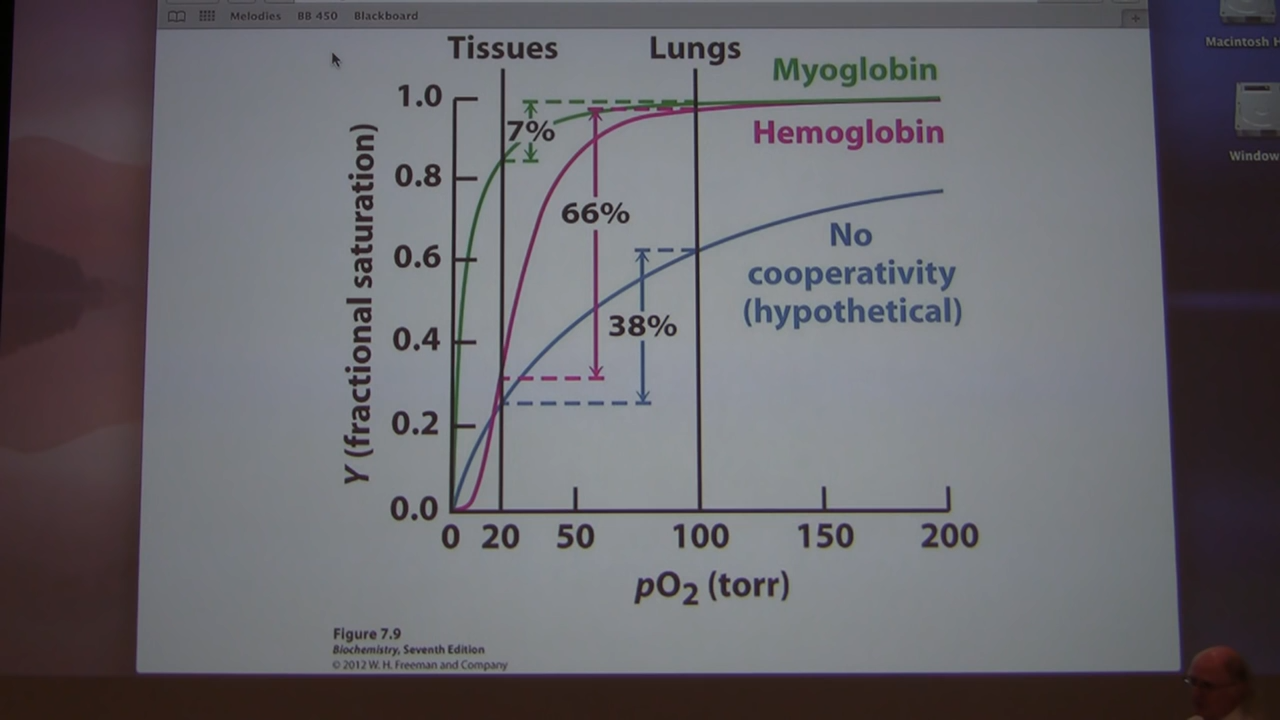 Melodies BB 450 Blackboard
Macintosh H
Window
Tissues Lungs
Myoglobin
Hemoglobin
No
cooperativity
(hypothetical)
7%
66%
38%
Y (fractional saturation)
1.0
0.8
0.6
0.4
0.2
0.0
0 20 50 100 150 200
pO2 (torr)
Figure 7.9
Biochemistry, Seventh Edition
© 2012 W. H. Freeman and Company